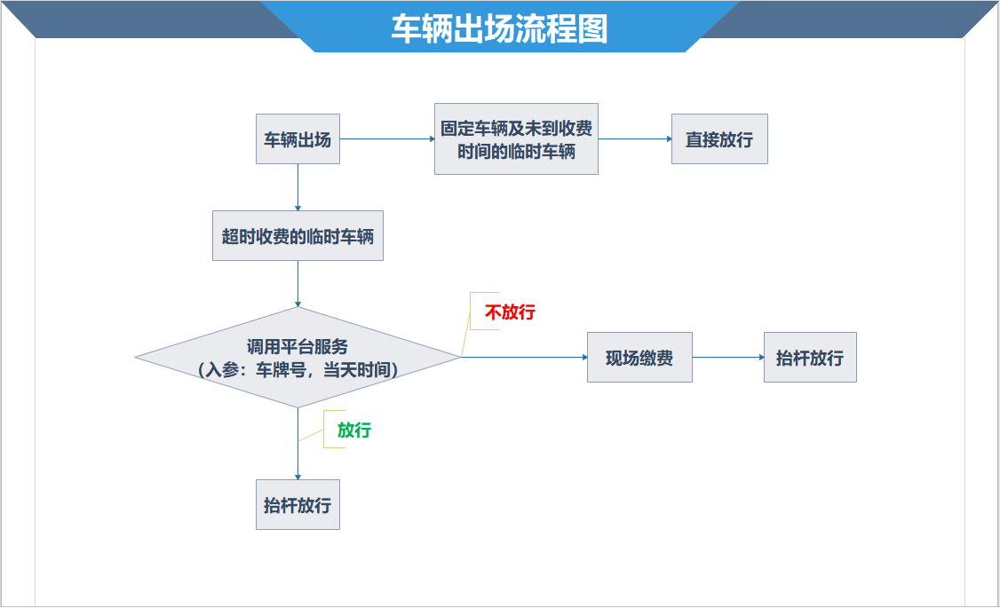 车辆出场流程图
车辆出场
固定车辆及未到收费
时间的临时车辆
直接放行
超时收费的临时车辆
不放行
调用平台服务
（入参：车牌号，当天时间）
现场缴费
抬杆放行
放行
抬杆放行